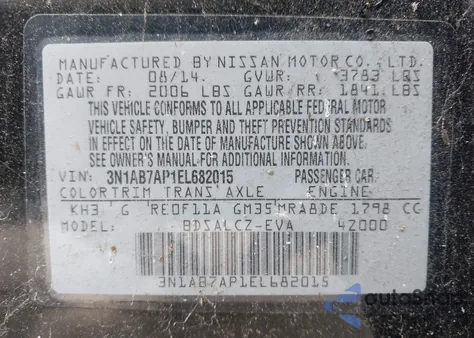 MANUFACTURED BY NISSAN MOTOR CO., LTD.
DATE: 08/14. GVWR: 3783 LBS
GAWR FR: 2006 LBS GAWR RR: 1841 LBS
THIS VEHICLE CONFORMS TO ALL APPLICABLE FEDERAL MOTOR
VEHICLE SAFETY, BUMPER AND THEFT PREVENTION STANDARDS
IN EFFECT ON THE DATE OF MANUFACTURE SHOWN ABOVE.
SEE OWNER'S MANUAL FOR ADDITIONAL INFORMATION.
VIN: 3N1AB7AP1EL682015 PASSENGER CAR
COLOR TRIM TRANS AXLE ENGINE
KH3 G RE0F11A GM35 MRA8DE 1798 CC
MODEL: BDSALCZ-EVA 42000
3N1AB7AP1EL682015